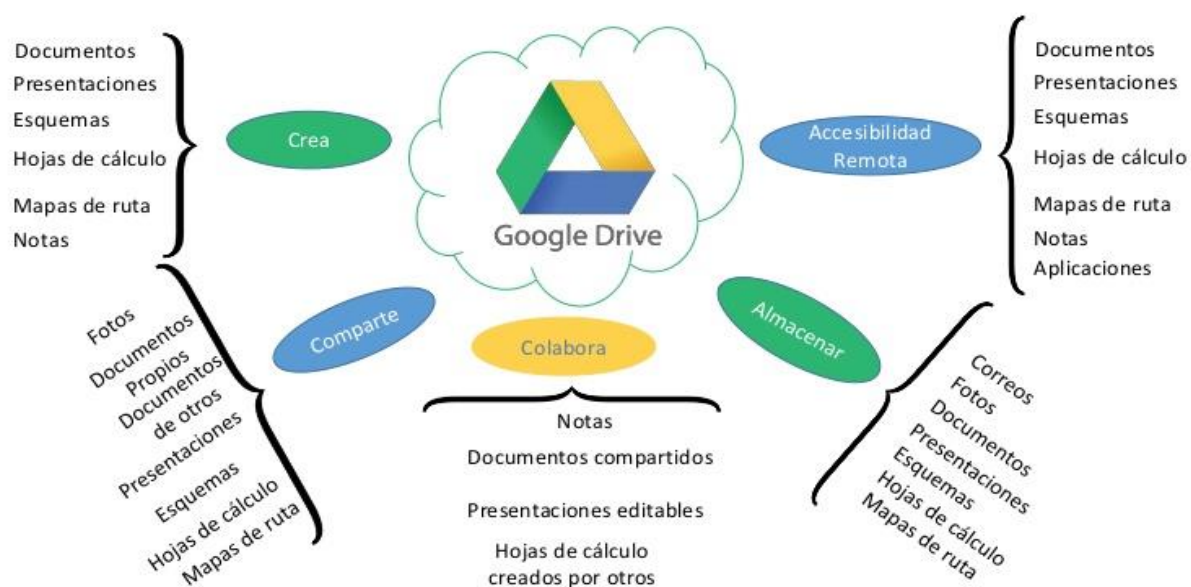 Google Drive
Crea
Documentos
Presentaciones
Esquemas
Hojas de cálculo
Mapas de ruta
Notas
Comparte
Fotos
Documentos
Propios
Documentos
de otros
Presentaciones
Esquemas
Hojas de cálculo
Mapas de ruta
Colabora
Notas
Documentos compartidos
Presentaciones editables
Hojas de cálculo
creados por otros
Almacenar
Correos
Fotos
Documentos
Presentaciones
Esquemas
Hojas de cálculo
Mapas de ruta
Accesibilidad
Remota
Documentos
Presentaciones
Esquemas
Hojas de cálculo
Mapas de ruta
Notas
Aplicaciones